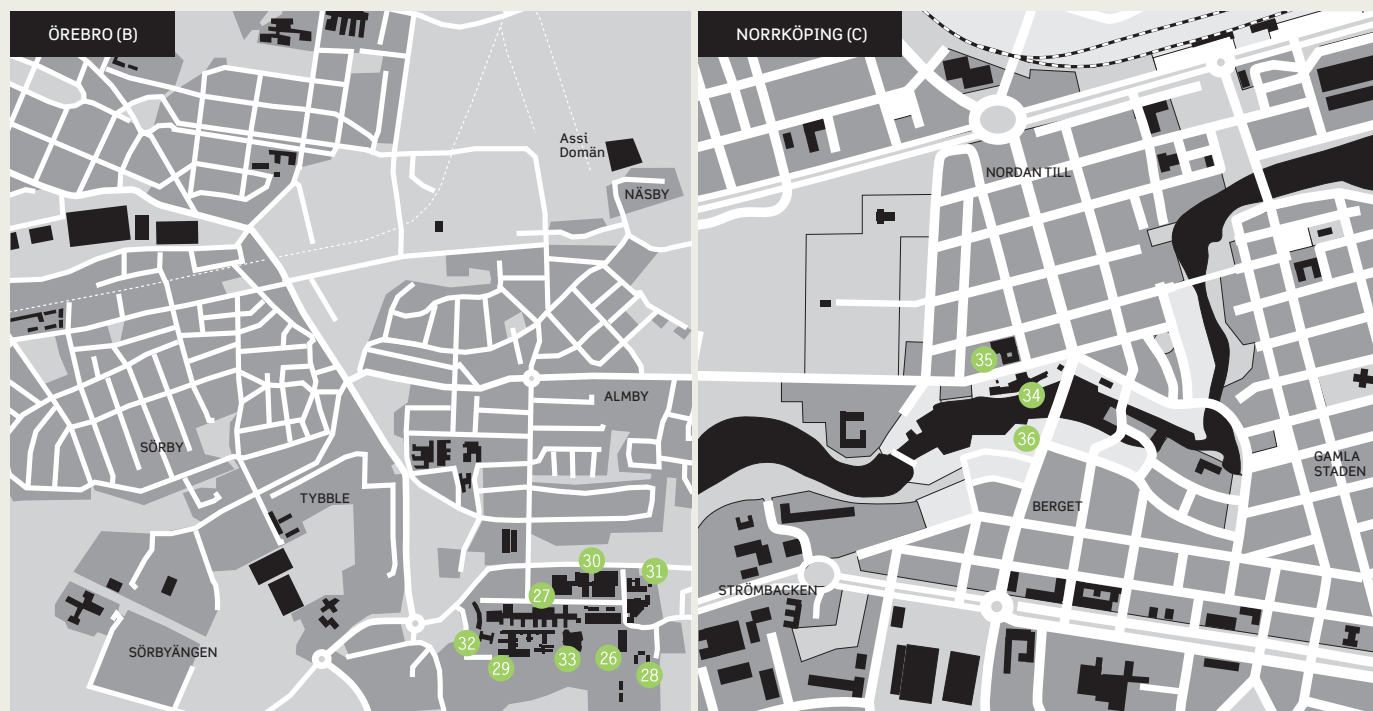 ÖREBRO (B)
Assi
Domän
NÄSBY
ALMBY
SÖRBY
TYBBLE
SÖRBYÄNGEN
30
31
27
32
29
33
26
28
NORRKÖPING (C)
NORDAN TILL
35
34
36
GAMLA
STADEN
BERGET
STRÖMBACKEN